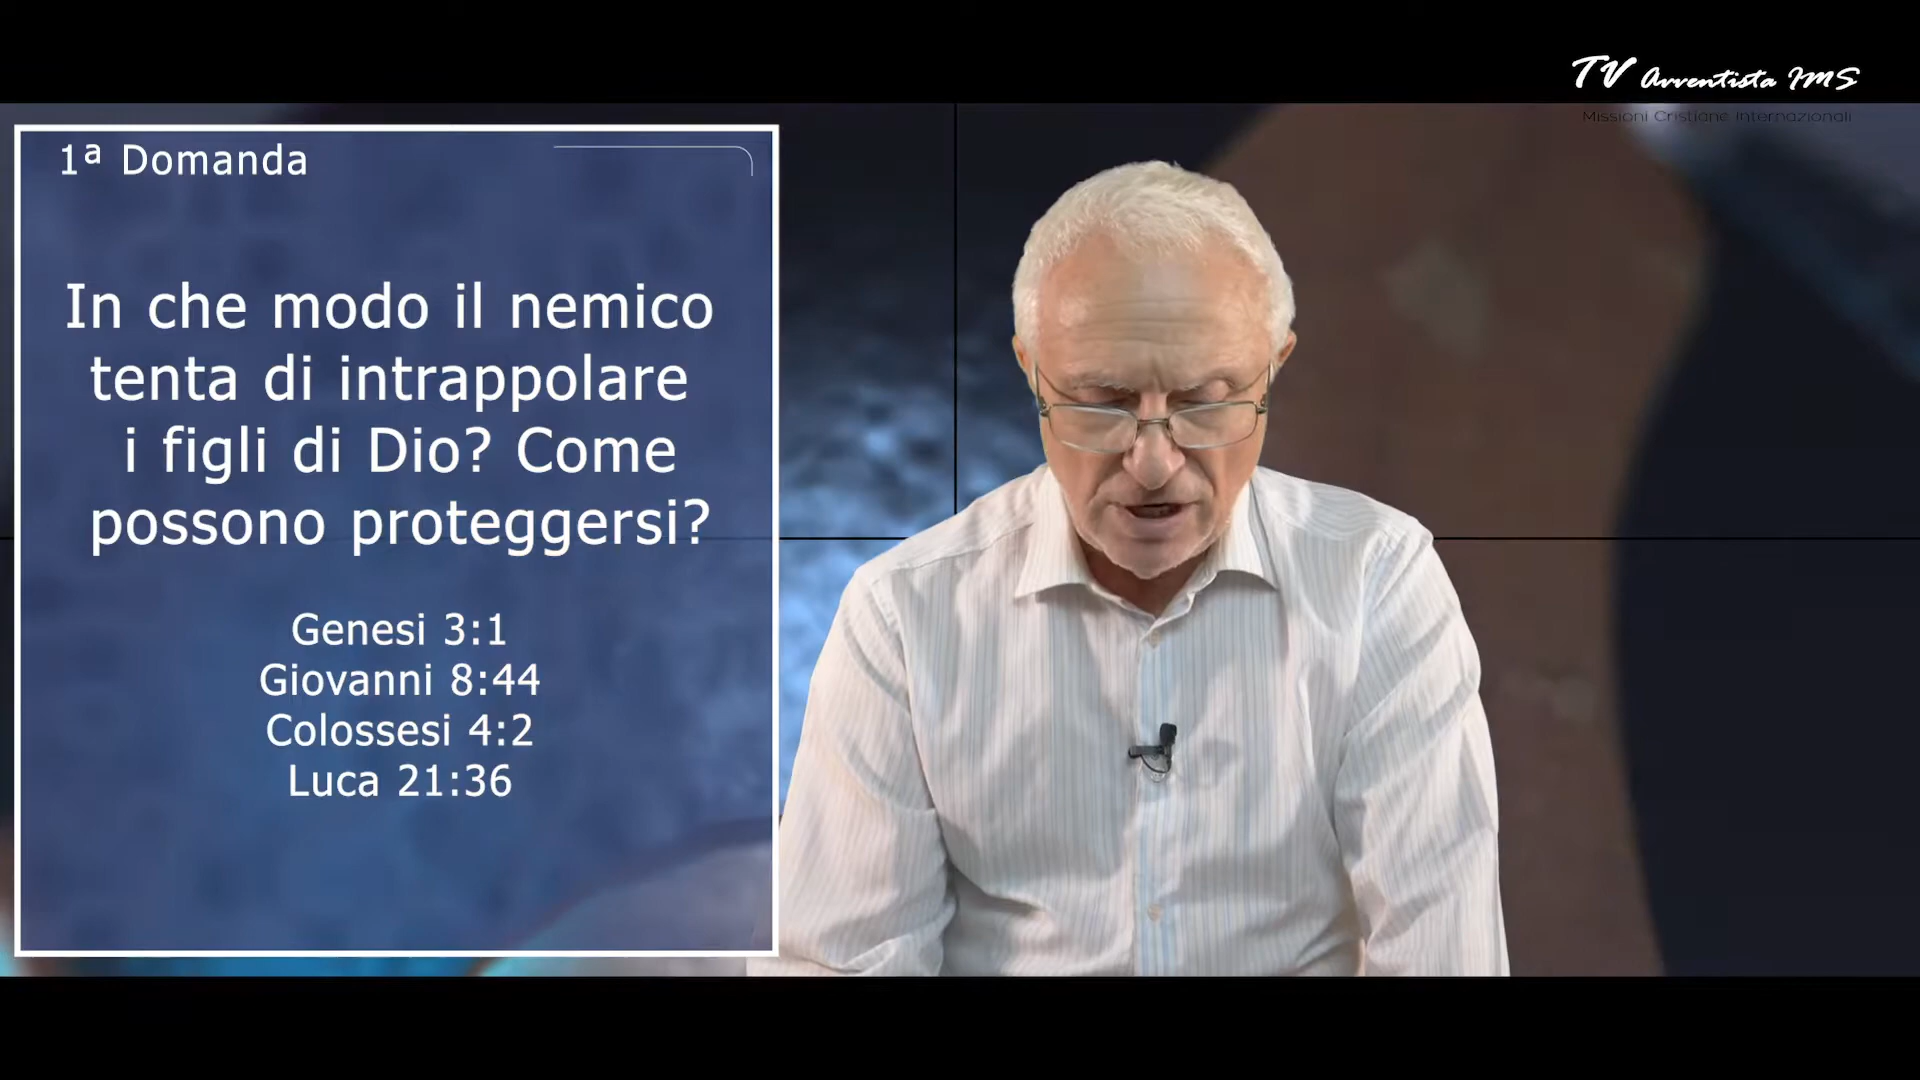 TV Avventista IMS
Missioni Cristiane Internazionali
1ª Domanda
In che modo il nemico
tenta di intrappolare
i figli di Dio? Come
possono proteggersi?
Genesi 3:1
Giovanni 8:44
Colossesi 4:2
Luca 21:36